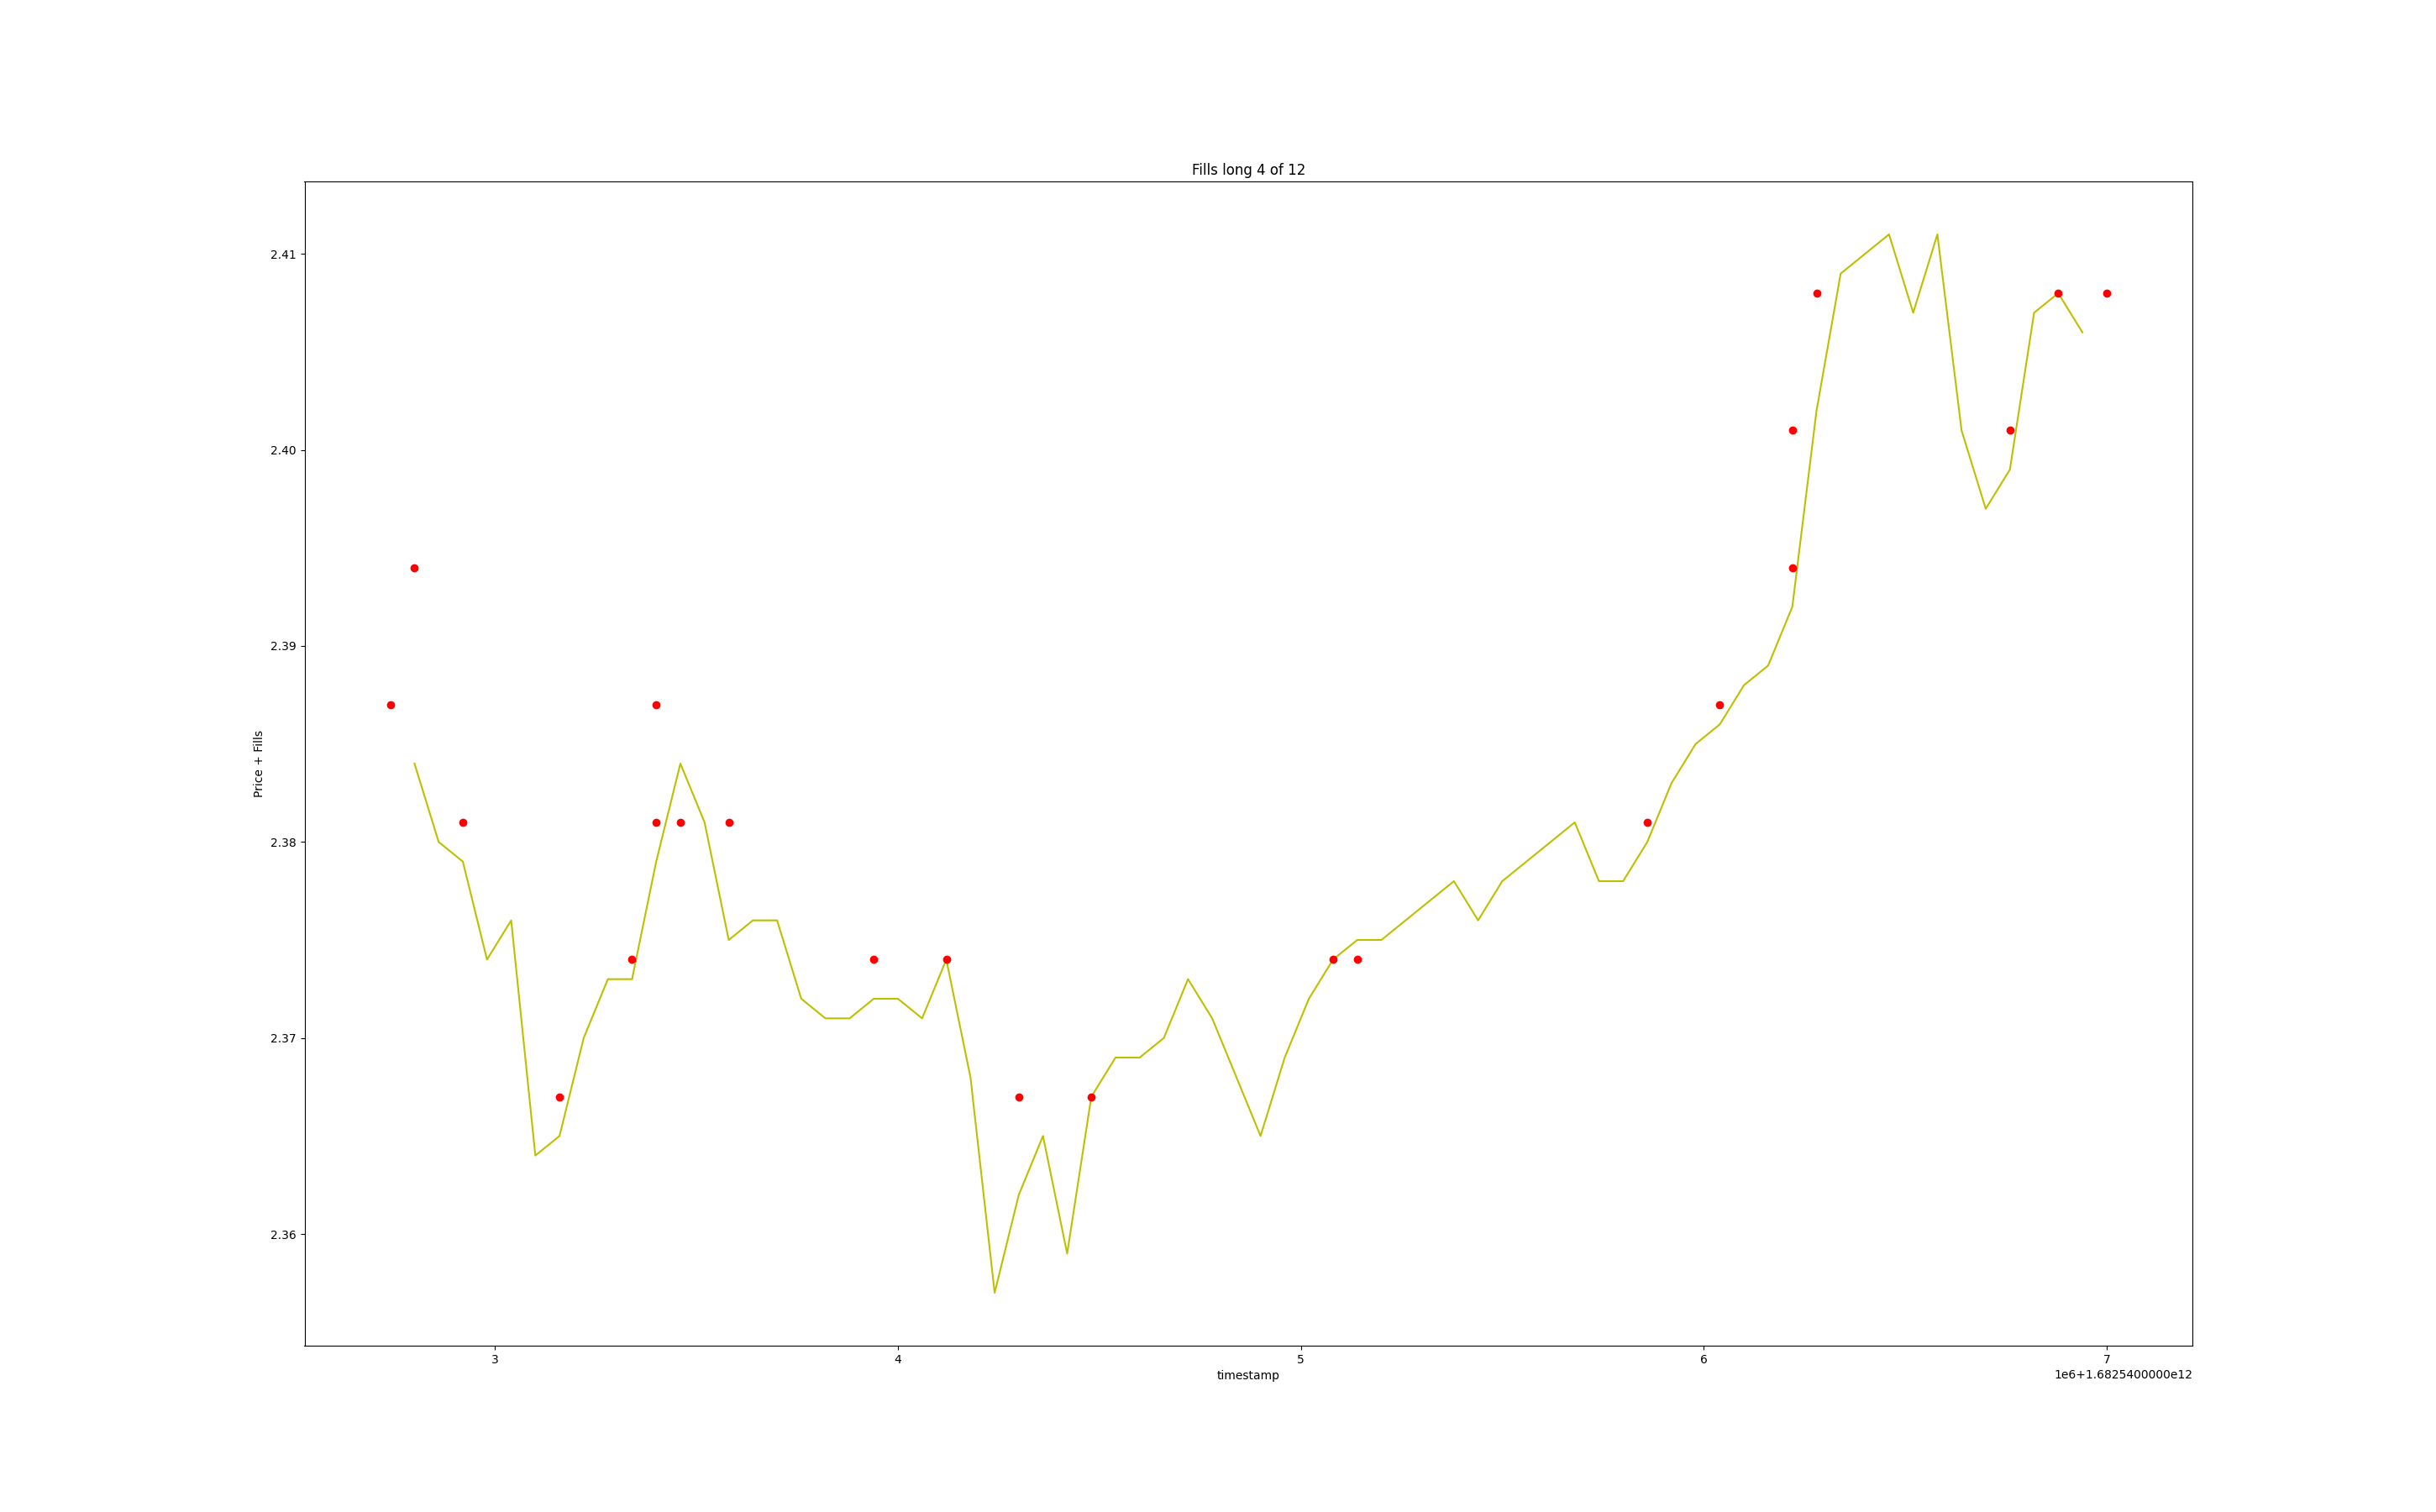 Fills long 4 of 12
2.41
2.40
2.39
2.38
2.37
2.36
Price + Fills
3 4 5 6 7
timestamp
1e6+1.6825400000e12